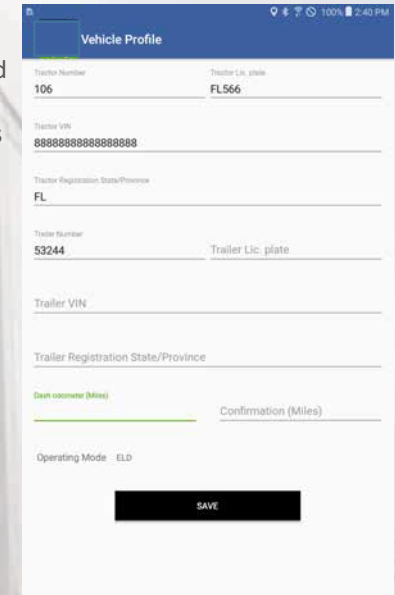 100% 2:40 PM
Vehicle Profile
Tractor Number
Tractor Lic. plate
106
FL566
Tractor VIN
88888888888888888
Tractor Registration State/Province
FL
Trailer Number
53244
Trailer Lic. plate
Trailer VIN
Trailer Registration State/Province
Dash odometer (Miles)
Confirmation (Miles)
Operating Mode ELD
SAVE